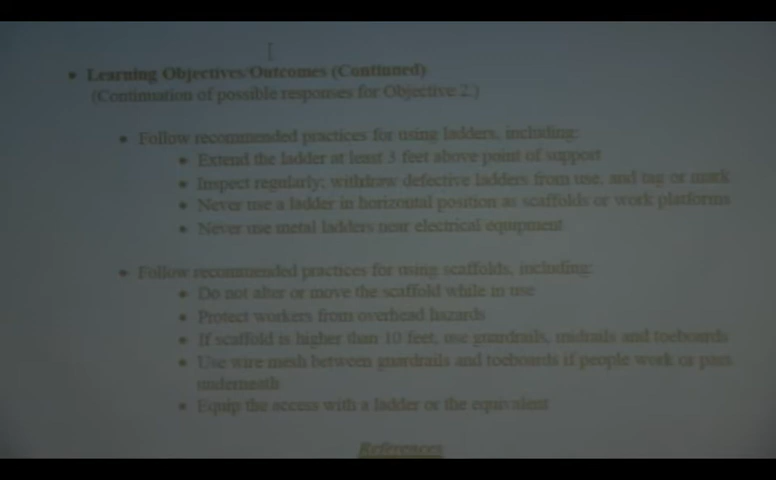 • Learning Objectives/Outcomes (Continued)
(Continuation of possible responses for Objective 2.)
• Follow recommended practices for using ladders, including:
• Extend the ladder at least 3 feet above point of support
• Inspect regularly; withdraw defective ladders from use, and tag or mark
• Never use a ladder in horizontal position as scaffolds or work platforms
• Never use metal ladders near electrical equipment
• Follow recommended practices for using scaffolds, including:
• Do not alter or move the scaffold while in use
• Protect workers from overhead hazards
• If scaffold is higher than 10 feet, use guardrails, midrails and toeboards
• Use wire mesh between guardrails and toeboards if people work or pass
underneath
• Equip the access with a ladder or the equivalent
References